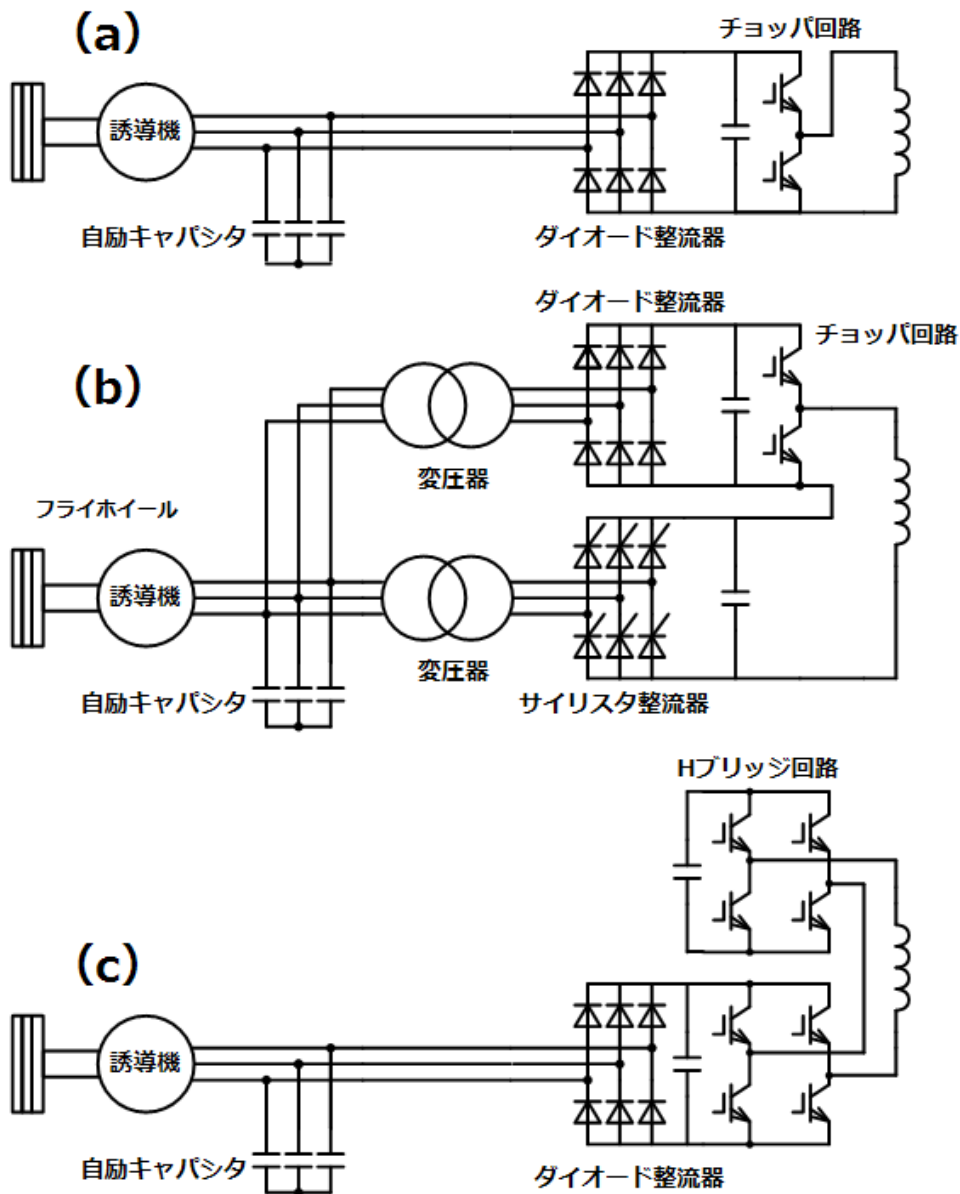 (a)
チョッパ回路
誘導機
自励キャパシタ
ダイオード整流器
ダイオード整流器
チョッパ回路
(b)
変圧器
フライホイール
誘導機
変圧器
自励キャパシタ
サイリスタ整流器
Hブリッジ回路
(c)
誘導機
自励キャパシタ
ダイオード整流器